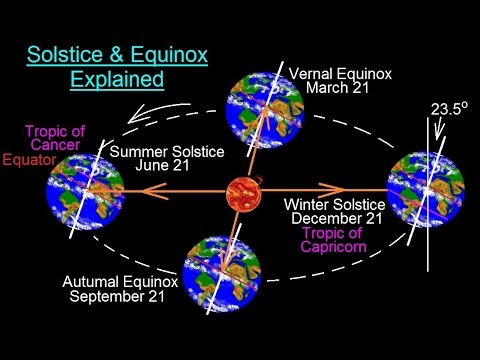 Solstice & Equinox
Explained
Vernal Equinox
March 21
23.5º
Tropic of
Cancer
Equator
Summer Solstice
June 21
Winter Solstice
December 21
Tropic of
Capricorn
Autumal Equinox
September 21